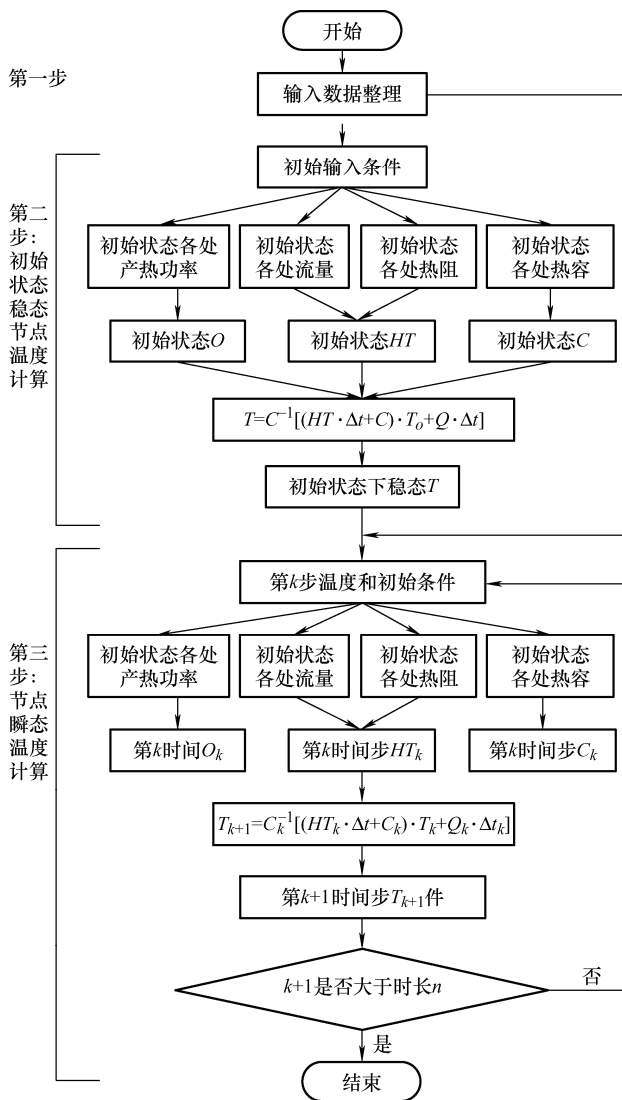 开始
第一步
输入数据整理
初始输入条件
第二
步:
初始
状态
稳态
节点
温度
计算
初始状态各处
产热功率
初始状态
各处流量
初始状态
各处热阻
初始状态
各处热容
初始状态O
初始状态HT
初始状态C
T=C⁻¹[(HT·Δt+C)·Tₒ+Q·Δt]
初始状态下稳态T
第k步温度和初始条件
第三
步:
节点
瞬态
温度
计算
初始状态各处
产热功率
初始状态
各处流量
初始状态
各处热阻
初始状态
各处热容
第k时间Oₖ
第k时间步HTₖ
第k时间步Cₖ
Tₖ₊₁=Cₖ⁻¹[(HTₖ·Δt+Cₖ)·Tₖ+Qₖ·Δtₖ]
第k+1时间步Tₖ₊₁件
k+1是否大于时长n
否
是
结束